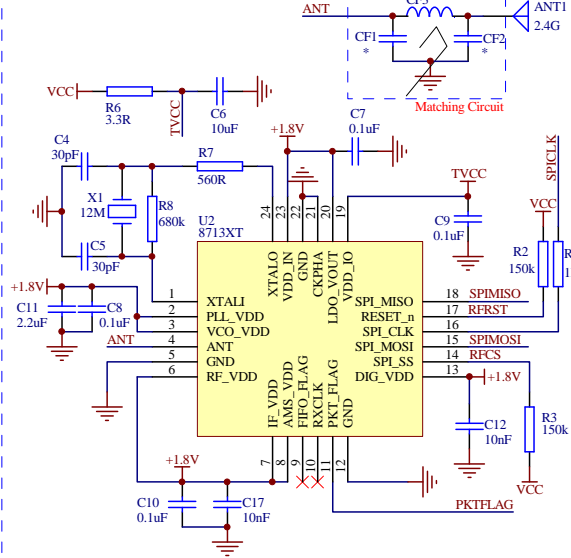 ANT
CF3
ANT1
2.4G
CF1
*
CF2
*
Matching Circuit
VCC
R6
3.3R
TVCC
C6
10uF
+1.8V
C7
0.1uF
SPICLK
C4
30pF
R7
560R
X1
12M
R8
680k
C5
30pF
TVCC
C9
0.1uF
VCC
R2
150k
R
1
U2
8713XT
24
23
22
21
20
19
XTALO
VDD_IN
GND
CKPHA
LDO_VOUT
VDD_IO
+1.8V
C11
2.2uF
C8
0.1uF
ANT
1 XTALI
2 PLL_VDD
3 VCO_VDD
4 ANT
5 GND
6 RF_VDD
SPI_MISO 18 SPIMISO
RESET_n 17 RFRST
SPI_CLK 16
SPI_MOSI 15 SPIMOSI
SPI_SS 14 RFCS
DIG_VDD 13 +1.8V
IF_VDD
AMS_VDD
FIFO_FLAG
RXCLK
PKT_FLAG
GND
7
8
9
10
11
12
C12
10nF
R3
150k
VCC
+1.8V
C10
0.1uF
C17
10nF
PKTFLAG